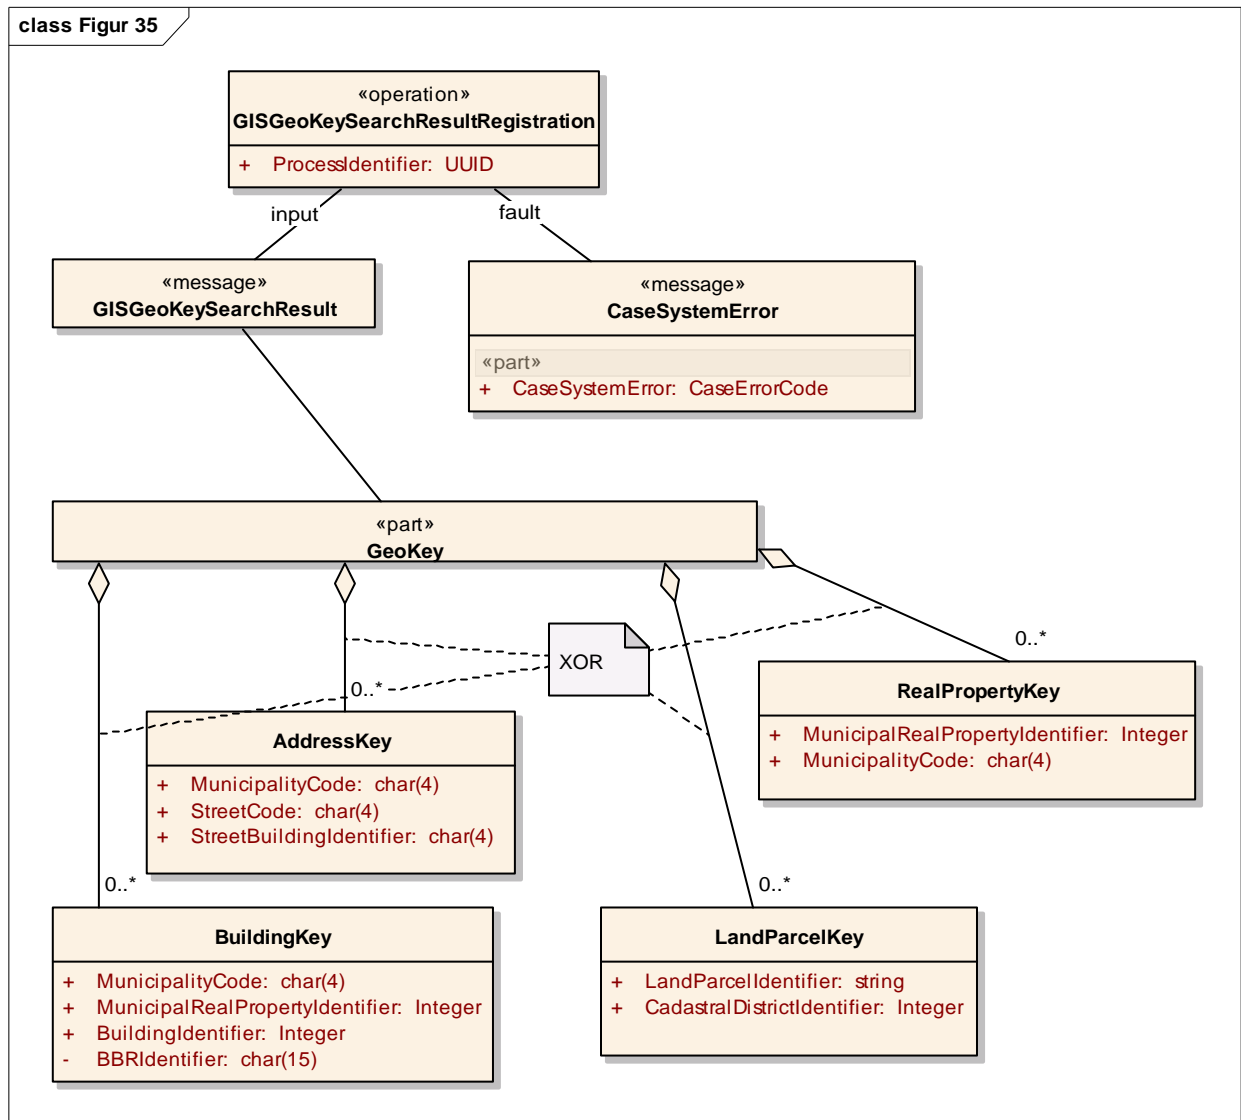 class Figur 35
«operation»
GISGeoKeySearchResultRegistration
+ ProcessIdentifier: UUID
input
fault
«message»
GISGeoKeySearchResult
«message»
CaseSystemError
«part»
+ CaseSystemError: CaseErrorCode
«part»
GeoKey
XOR
0..*
RealPropertyKey
+ MunicipalRealPropertyIdentifier: Integer
+ MunicipalityCode: char(4)
0..*
AddressKey
+ MunicipalityCode: char(4)
+ StreetCode: char(4)
+ StreetBuildingIdentifier: char(4)
0..*
BuildingKey
+ MunicipalityCode: char(4)
+ MunicipalRealPropertyIdentifier: Integer
+ BuildingIdentifier: Integer
- BBRIdentifier: char(15)
0..*
LandParcelKey
+ LandParcelIdentifier: string
+ CadastralDistrictIdentifier: Integer